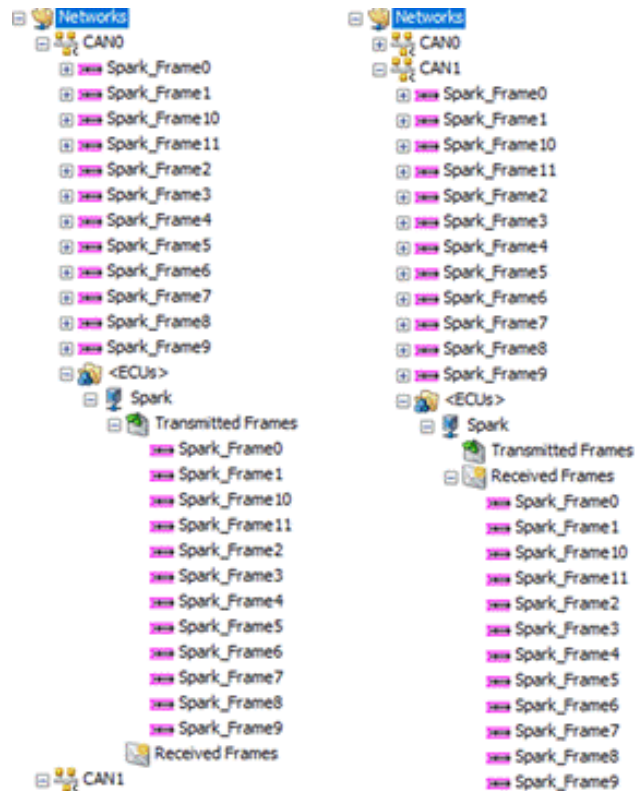 Networks
CAN0
Spark_Frame0
Spark_Frame1
Spark_Frame10
Spark_Frame11
Spark_Frame2
Spark_Frame3
Spark_Frame4
Spark_Frame5
Spark_Frame6
Spark_Frame7
Spark_Frame8
Spark_Frame9
<ECUs>
Spark
Transmitted Frames
Spark_Frame0
Spark_Frame1
Spark_Frame10
Spark_Frame11
Spark_Frame2
Spark_Frame3
Spark_Frame4
Spark_Frame5
Spark_Frame6
Spark_Frame7
Spark_Frame8
Spark_Frame9
Received Frames
CAN1
Networks
CAN0
CAN1
Spark_Frame0
Spark_Frame1
Spark_Frame10
Spark_Frame11
Spark_Frame2
Spark_Frame3
Spark_Frame4
Spark_Frame5
Spark_Frame6
Spark_Frame7
Spark_Frame8
Spark_Frame9
<ECUs>
Spark
Transmitted Frames
Received Frames
Spark_Frame0
Spark_Frame1
Spark_Frame10
Spark_Frame11
Spark_Frame2
Spark_Frame3
Spark_Frame4
Spark_Frame5
Spark_Frame6
Spark_Frame7
Spark_Frame8
Spark_Frame9